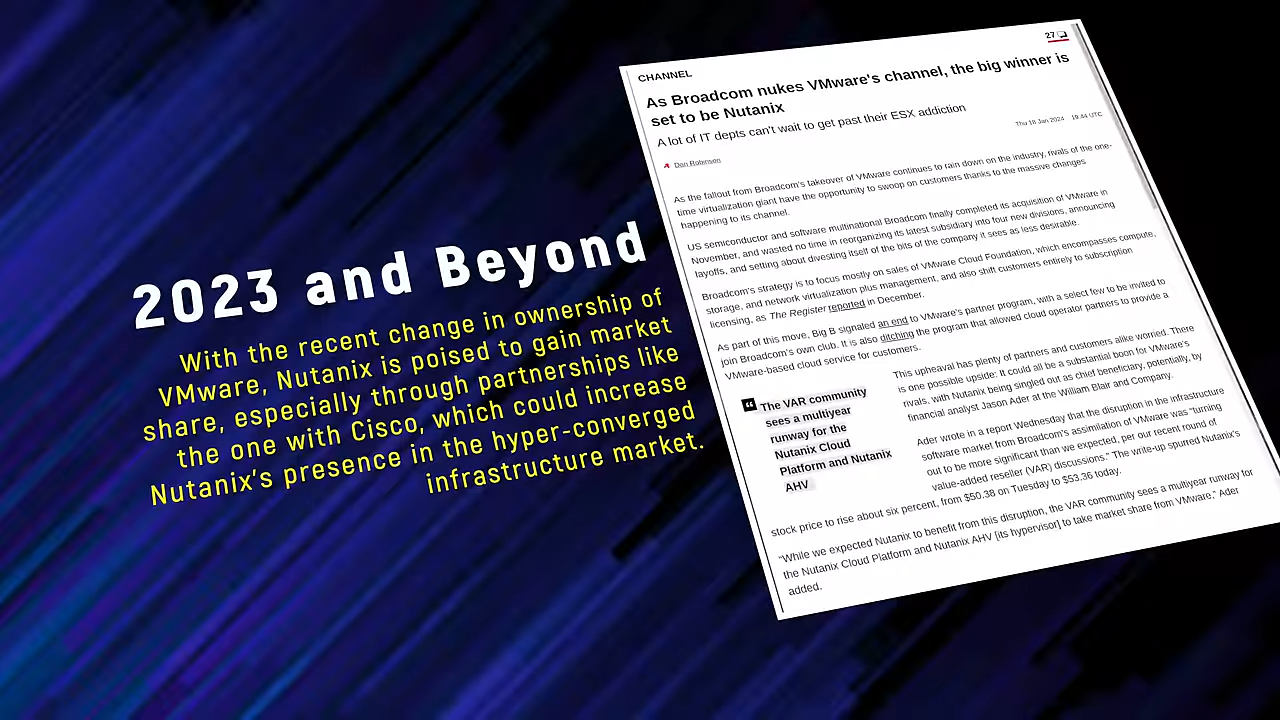 2023 and Beyond
With the recent change in ownership of
VMware, Nutanix is poised to gain market
share, especially through partnerships like
the one with Cisco, which could increase
Nutanix's presence in the hyper-converged
infrastructure market.
27
CHANNEL
As Broadcom nukes VMware's channel, the big winner is
set to be Nutanix
A lot of IT depts can't wait to get past their ESX addiction
Dan Robinson
Thu 18 Jan 2024 19:44 UTC
As the fallout from Broadcom's takeover of VMware continues to rain down on the industry, rivals of the one-
time virtualization giant have the opportunity to swoop on customers thanks to the massive changes
happening to its channel.
US semiconductor and software multinational Broadcom finally completed its acquisition of VMware in
November, and wasted no time in reorganizing its latest subsidiary into four new divisions, announcing
layoffs, and setting about divesting itself of the bits of the company it sees as less desirable.
Broadcom's strategy is to focus mostly on sales of VMware Cloud Foundation, which encompasses compute,
storage, and network virtualization plus management, and also shift customers entirely to subscription
licensing, as The Register reported in December.
As part of this move, Big B signaled an end to VMware's partner program, with a select few to be invited to
join Broadcom's own club. It is also ditching the program that allowed cloud operator partners to provide a
VMware-based cloud service for customers.
“ The VAR community
sees a multiyear
runway for the
Nutanix Cloud
Platform and Nutanix
AHV
This upheaval has plenty of partners and customers alike worried. There
is one possible upside: It could all be a substantial boon for VMware's
rivals, with Nutanix being singled out as chief beneficiary, potentially, by
financial analyst Jason Ader at the William Blair and Company.
Ader wrote in a report Wednesday that the disruption in the infrastructure
software market from Broadcom's assimilation of VMware was "turning
out to be more significant than we expected, per our recent round of
value-added reseller (VAR) discussions." The write-up spurred Nutanix's
stock price to rise about six percent, from $50.38 on Tuesday to $53.36 today.
"While we expected Nutanix to benefit from this disruption, the VAR community sees a multiyear runway for
the Nutanix Cloud Platform and Nutanix AHV [its hypervisor] to take market share from VMware," Ader
added.